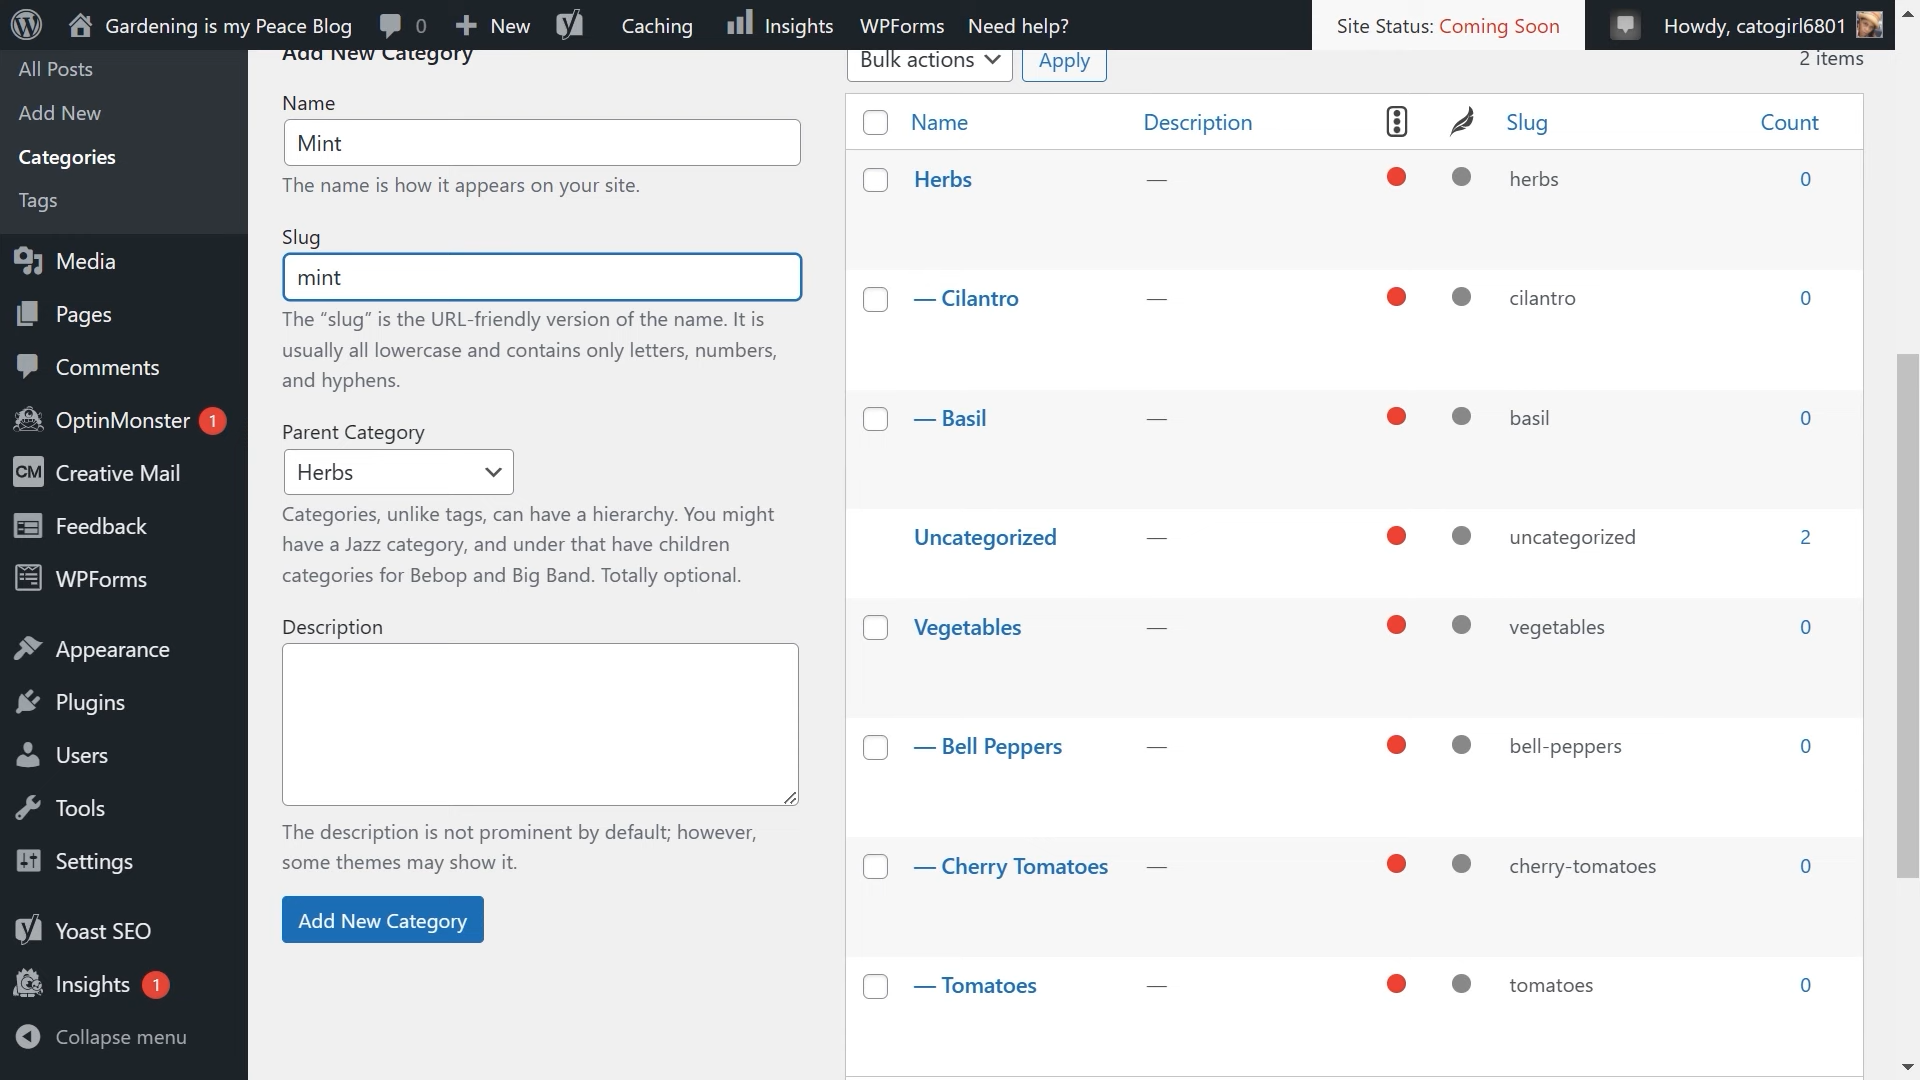 Gardening is my Peace Blog 0 New Caching Insights WPForms Need help? Site Status: Coming Soon Howdy, catogirl6801
All Posts
Add New
Categories
Tags
Media
Pages
Comments
OptinMonster 1
CM Creative Mail
Feedback
WPForms
Appearance
Plugins
Users
Tools
Settings
Yoast SEO
Insights 1
Collapse menu
Add New Category
Name
Mint
The name is how it appears on your site.
Slug
mint
The “slug” is the URL-friendly version of the name. It is
usually all lowercase and contains only letters, numbers,
and hyphens.
Parent Category
Herbs
Categories, unlike tags, can have a hierarchy. You might
have a Jazz category, and under that have children
categories for Bebop and Big Band. Totally optional.
Description
The description is not prominent by default; however,
some themes may show it.
Add New Category
Bulk actions Apply 2 items
Name Description Slug Count
Herbs — herbs 0
— Cilantro — cilantro 0
— Basil — basil 0
Uncategorized — uncategorized 2
Vegetables — vegetables 0
— Bell Peppers — bell-peppers 0
— Cherry Tomatoes — cherry-tomatoes 0
— Tomatoes — tomatoes 0